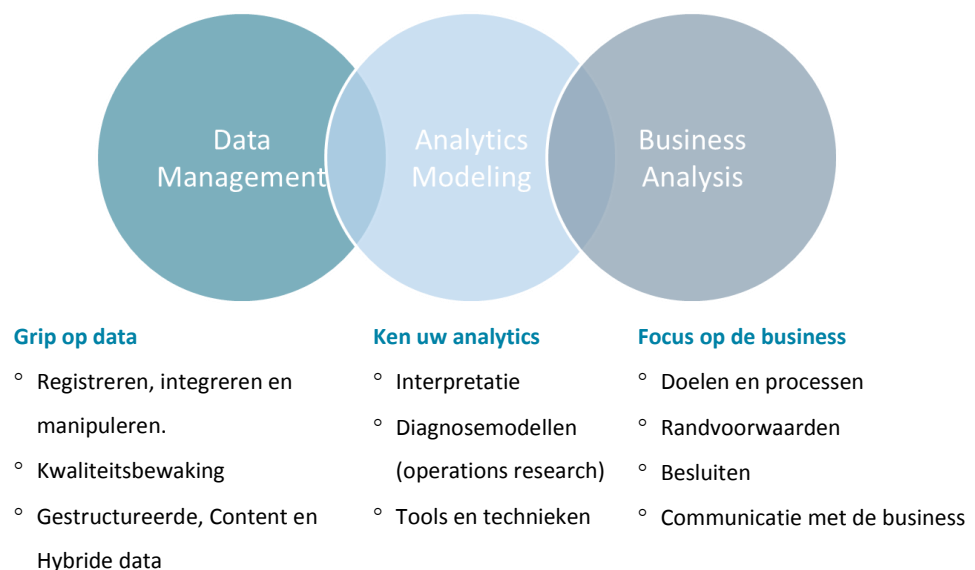 Data
Management
Analytics
Modeling
Business
Analysis
Grip op data
° Registreren, integreren en
manipuleren.
° Kwaliteitsbewaking
° Gestructureerde, Content en
Hybride data
Ken uw analytics
° Interpretatie
° Diagnosemodellen
(operations research)
° Tools en technieken
Focus op de business
° Doelen en processen
° Randvoorwaarden
° Besluiten
° Communicatie met de business